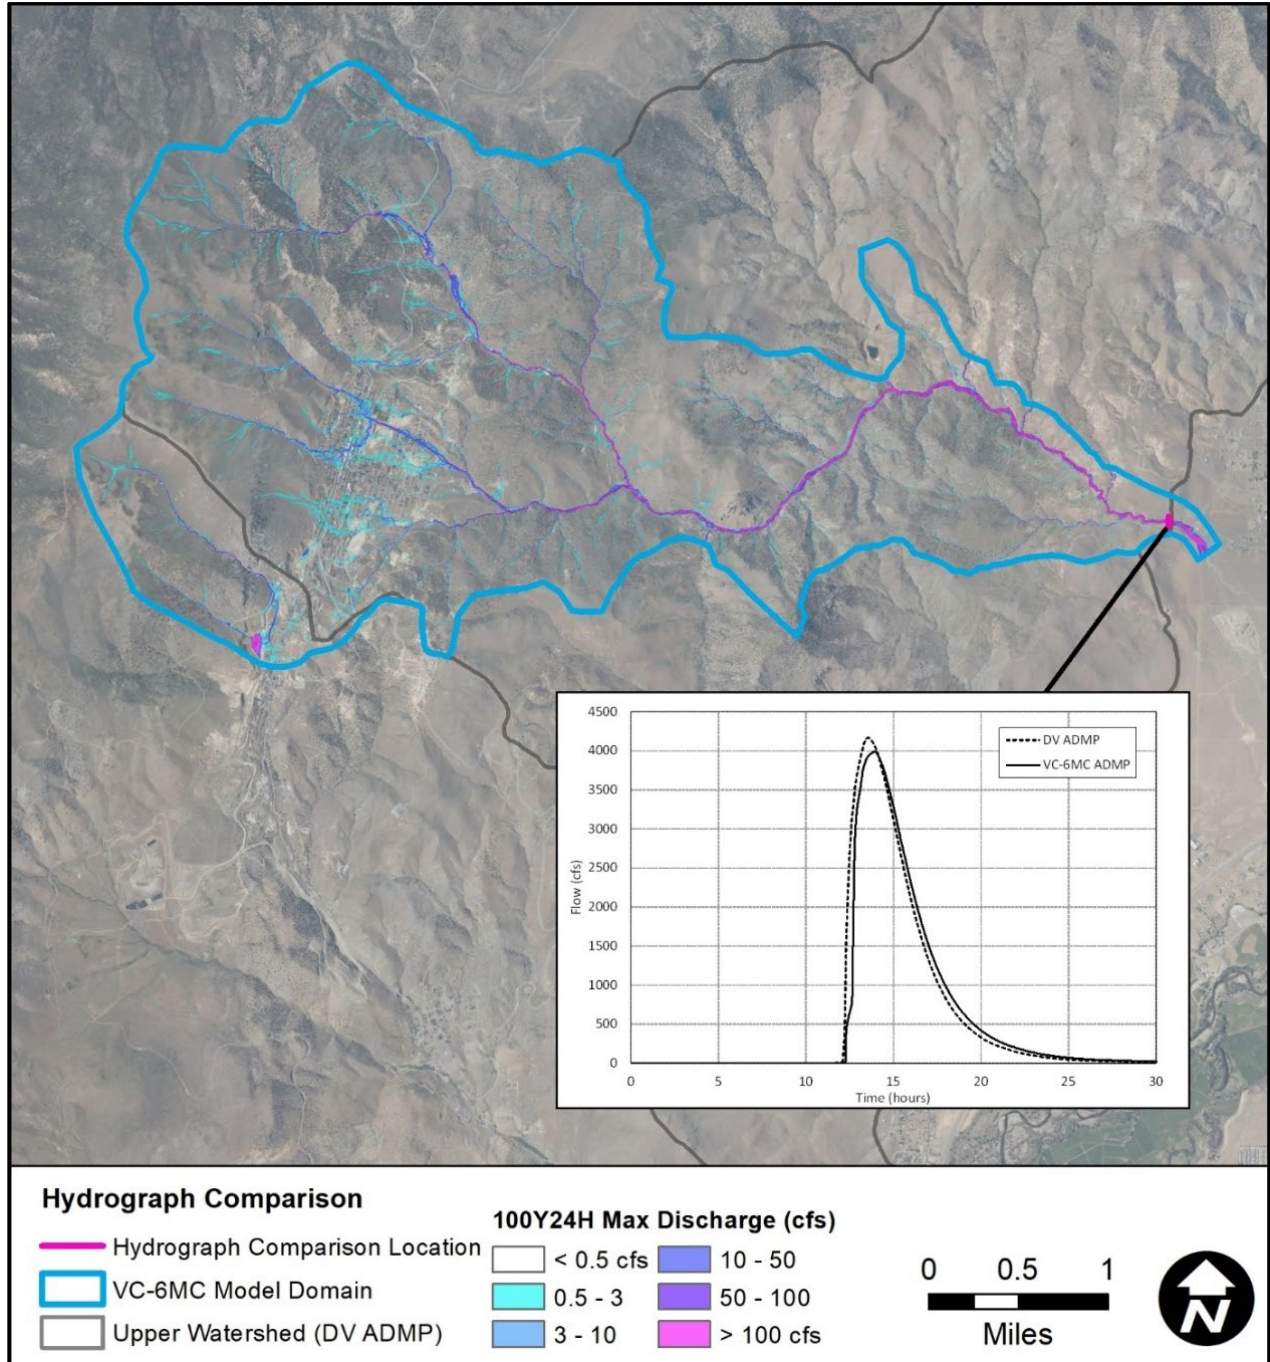 4500
4000
3500
3000
2500
2000
1500
1000
500
0
Flow (cfs)
DV ADMP
VC-6MC ADMP
0 5 10 15 20 25 30
Time (hours)
Hydrograph Comparison
Hydrograph Comparison Location
VC-6MC Model Domain
Upper Watershed (DV ADMP)
100Y24H Max Discharge (cfs)
< 0.5 cfs
0.5 - 3
3 - 10
10 - 50
50 - 100
> 100 cfs
0 0.5 1
Miles
N